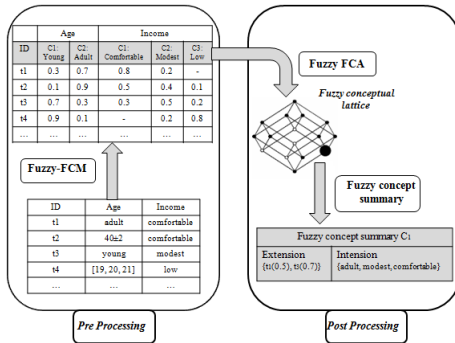 Age Income
ID C1: Young C2: Adult C1: Comfortable C2: Modest C3: Low
t1 0.3 0.7 0.8 0.2 -
t2 0.1 0.9 0.5 0.4 0.1
t3 0.7 0.3 0.3 0.5 0.2
t4 0.9 0.1 - 0.2 0.8
... ... ... ... ... ...
Fuzzy-FCM
ID Age Income
t1 adult comfortable
t2 40±2 comfortable
t3 young modest
t4 [19, 20, 21] low
... ... ...
Pre Processing
Fuzzy FCA
Fuzzy conceptual
lattice
Fuzzy concept
summary
Fuzzy concept summary C1
Extension Intension
{t1(0.5), t3(0.7)} {adult, modest, comfortable}
Post Processing